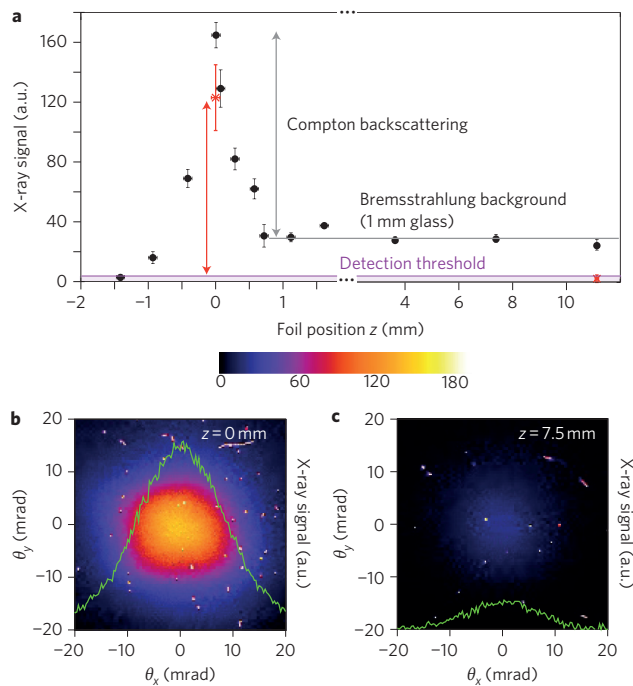 a
160
120
80
40
0
X-ray signal (a.u.)
Compton backscattering
Bremsstrahlung background
(1 mm glass)
Detection threshold
−2
−1
0
1
2
4
6
8
10
Foil position z (mm)
0
60
120
180
b
z = 0 mm
20
10
0
−10
−20
θy (mrad)
X-ray signal (a.u.)
−20
−10
0
10
20
θx (mrad)
c
z = 7.5 mm
20
10
0
−10
−20
θy (mrad)
X-ray signal (a.u.)
−20
−10
0
10
20
θx (mrad)